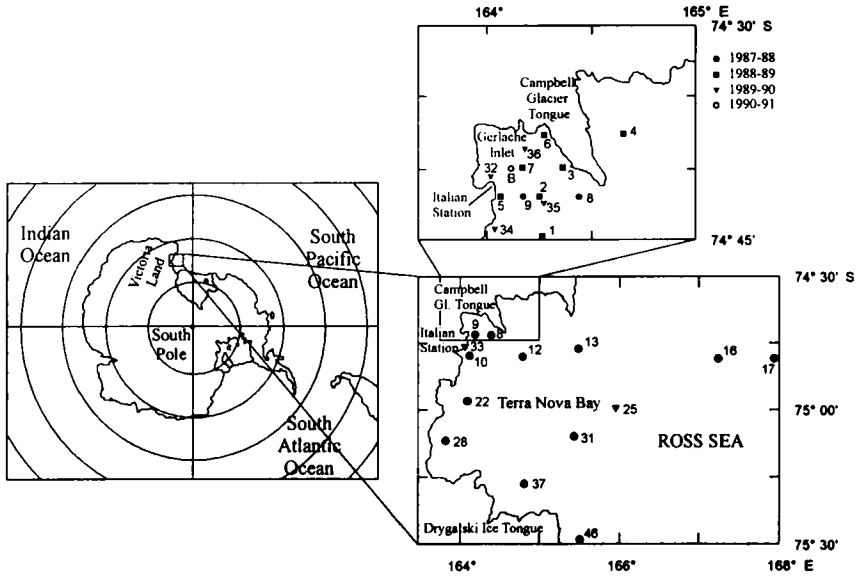 164°
165° E
74° 30' S
1987-88
1988-89
1989-90
1990-91
Campbell
Glacier
Tongue
4
6
Gerlache
Inlet
36
32
7
3
B
Italian
Station
5
9
2
35
8
34
1
74° 45'
Indian
Ocean
Victoria
Land
South
Pacific
Ocean
South
Pole
South
Atlantic
Ocean
74° 30' S
Campbell
Gl. Tongue
9
8
Italian
Station
33
10
12
13
16
17
22
Terra Nova Bay
25
75° 00'
28
31
ROSS SEA
37
Drygalski Ice Tongue
46
75° 30'
164°
166°
168° E